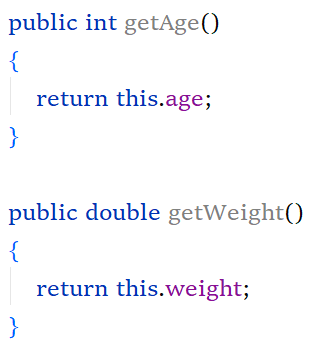 public int getAge()
{
    return this.age;
}

public double getWeight()
{
    return this.weight;
}